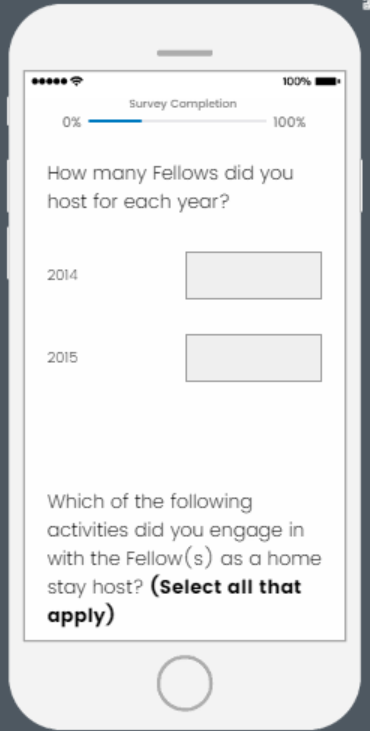 100%
Survey Completion
0% 100%
How many Fellows did you
host for each year?
2014
2015
Which of the following
activities did you engage in
with the Fellow(s) as a home
stay host? (Select all that
apply)